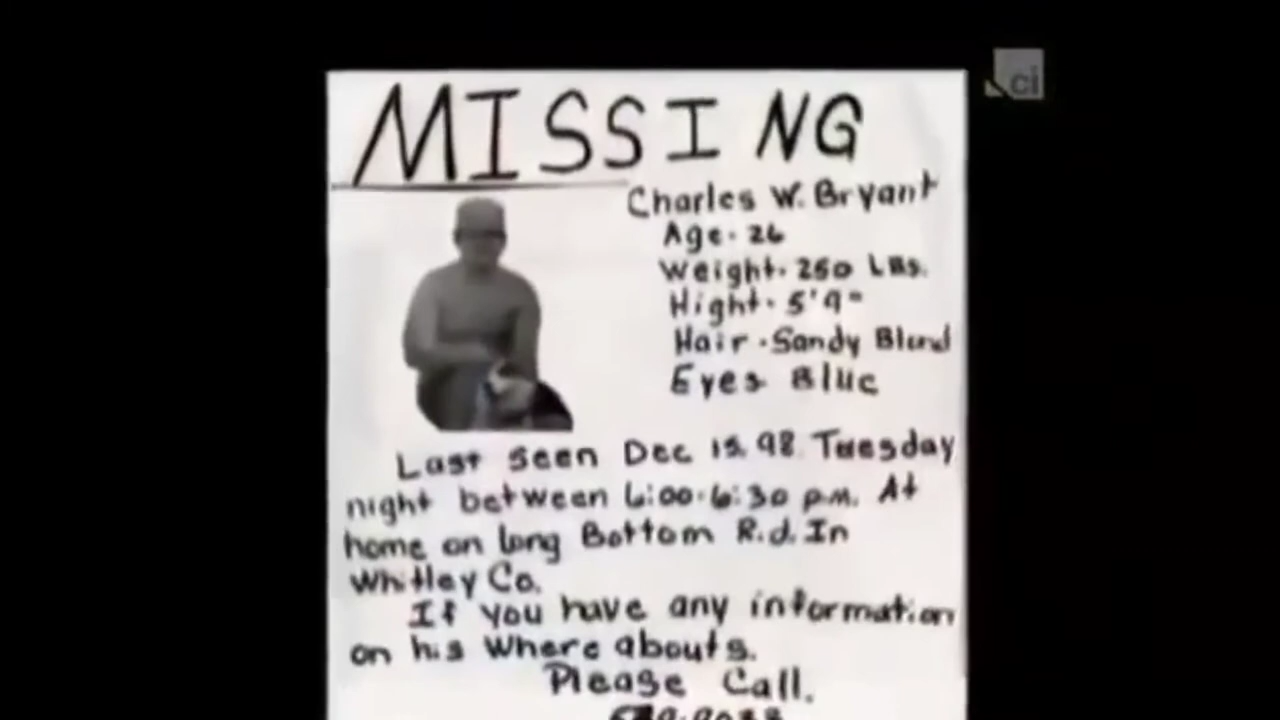 ci
MISSING
Charles W. Bryant
Age. 26
Weight. 250 LBs.
Hight. 5'9"
Hair. Sandy Blond
Eyes Blue
Last seen Dec 15, 98 Tuesday
night between 6:00-6:30 p.m. At
home on long Bottom R.d. In
Whitley Co.
If you have any information
on his Where abouts.
Please Call.